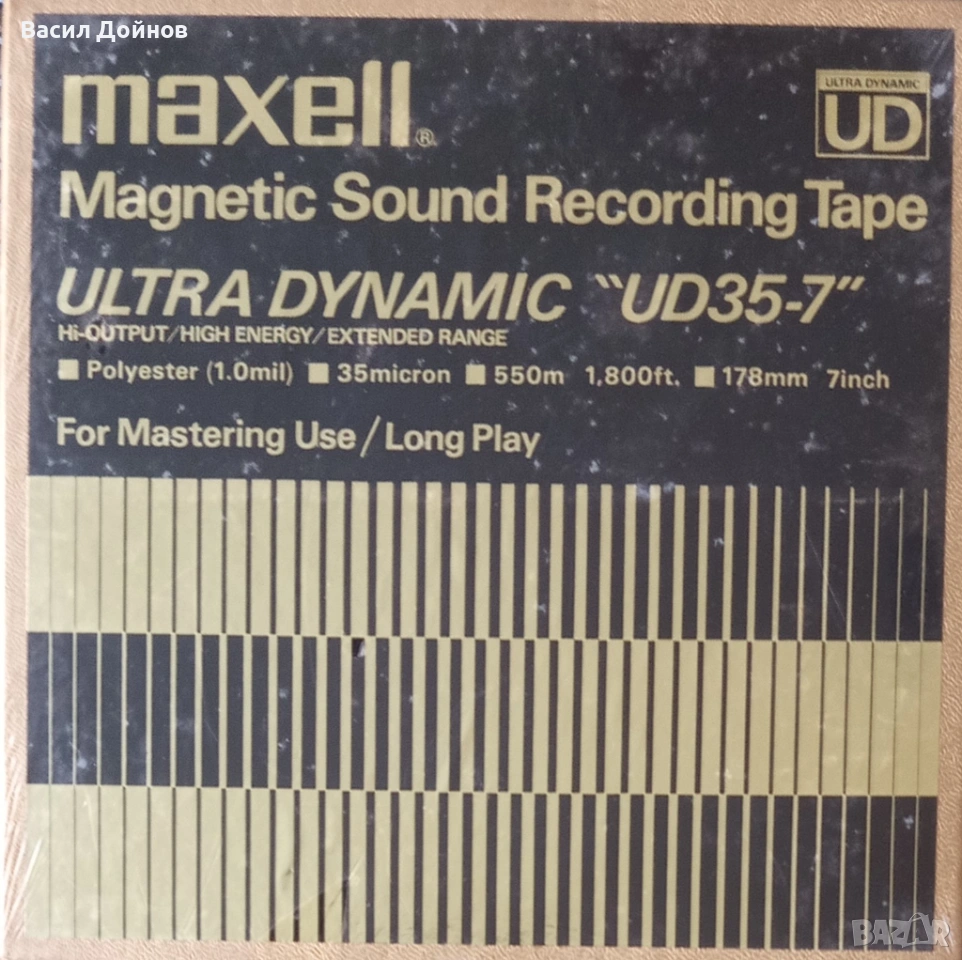 Васил Дойнов
maxell®
ULTRA DYNAMIC
UD
Magnetic Sound Recording Tape
ULTRA DYNAMIC "UD35-7"
Hi-OUTPUT/HIGH ENERGY/EXTENDED RANGE
■ Polyester (1.0mil) ■ 35micron ■ 550m 1,800ft. ■ 178mm 7inch
For Mastering Use/Long Play
BAZAR